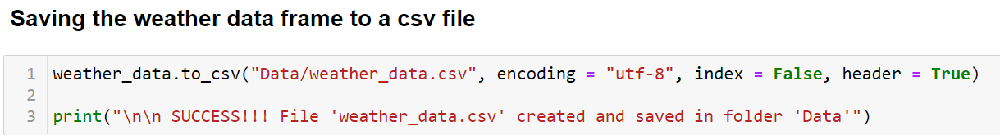 Saving the weather data frame to a csv file
1 weather_data.to_csv("Data/weather_data.csv", encoding = "utf-8", index = False, header = True)
2
3 print("\n\n SUCCESS!!! File 'weather_data.csv' created and saved in folder 'Data'")